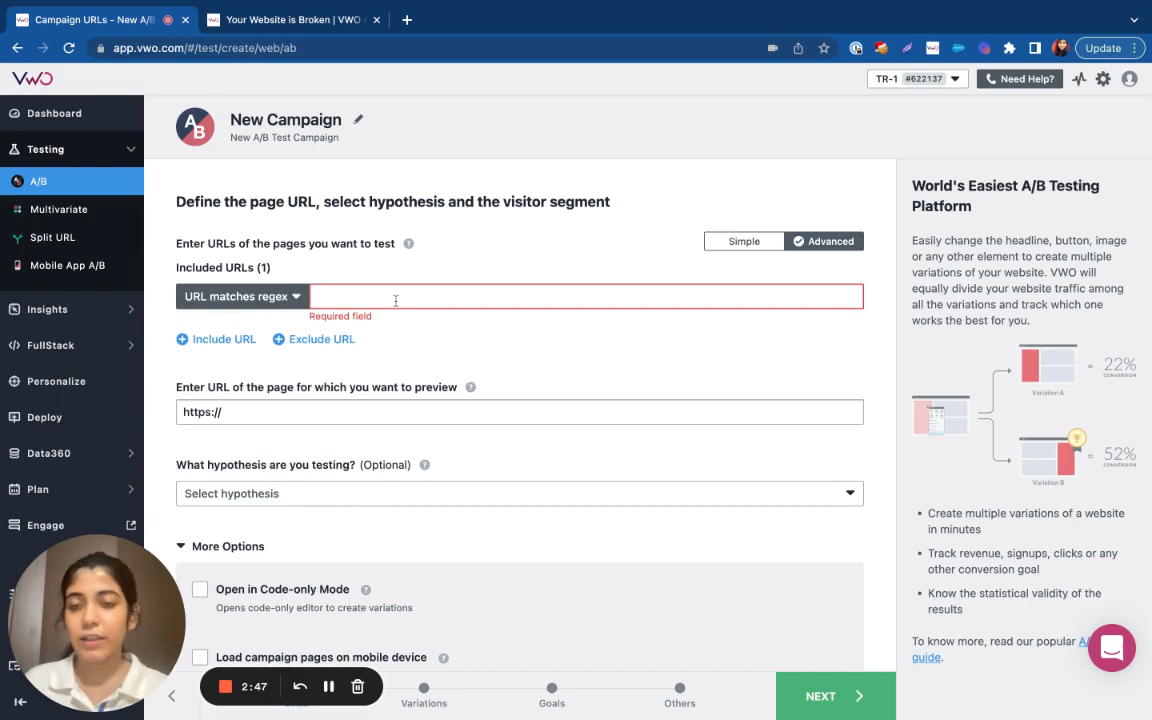 Campaign URLs - New A/B
Your Website is Broken | VWO
app.vwo.com/#/test/create/web/ab
Update
VWO
TR-1 #622137
Need Help?
Dashboard
Testing
A/B
Multivariate
Split URL
Mobile App A/B
Insights
FullStack
Personalize
Deploy
Data360
Plan
Engage
AB
New Campaign
New A/B Test Campaign
Define the page URL, select hypothesis and the visitor segment
Enter URLs of the pages you want to test ?
Simple
Advanced
Included URLs (1)
URL matches regex
Required field
Include URL
Exclude URL
Enter URL of the page for which you want to preview ?
https://
What hypothesis are you testing? (Optional) ?
Select hypothesis
More Options
Open in Code-only Mode ?
Opens code-only editor to create variations
Load campaign pages on mobile device ?
2:47
Variations
Goals
Others
NEXT
World's Easiest A/B Testing
Platform
Easily change the headline, button, image
or any other element to create multiple
variations of your website. VWO will
equally divide your website traffic among
all the variations and track which one
works the best for you.
= 22%
CONVERSION
Variation A
= 52%
CONVERSION
Variation B
• Create multiple variations of a website
in minutes
• Track revenue, signups, clicks or any
other conversion goal
• Know the statistical validity of the
results
To know more, read our popular A/
guide.